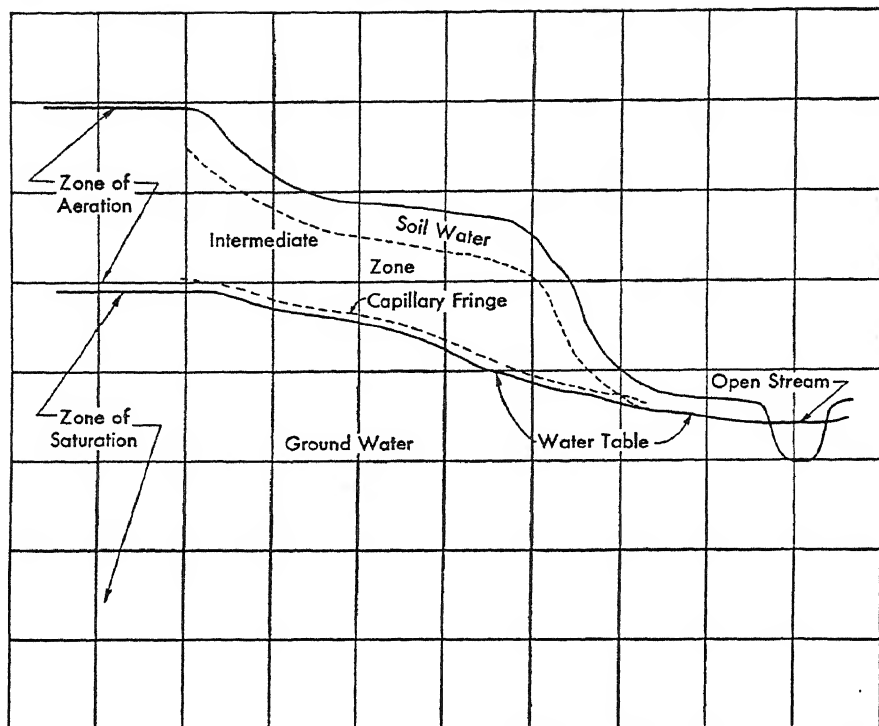 Zone of
Aeration
Soil Water
Intermediate
Zone
Capillary Fringe
Open Stream
Zone of
Saturation
Ground Water
Water Table